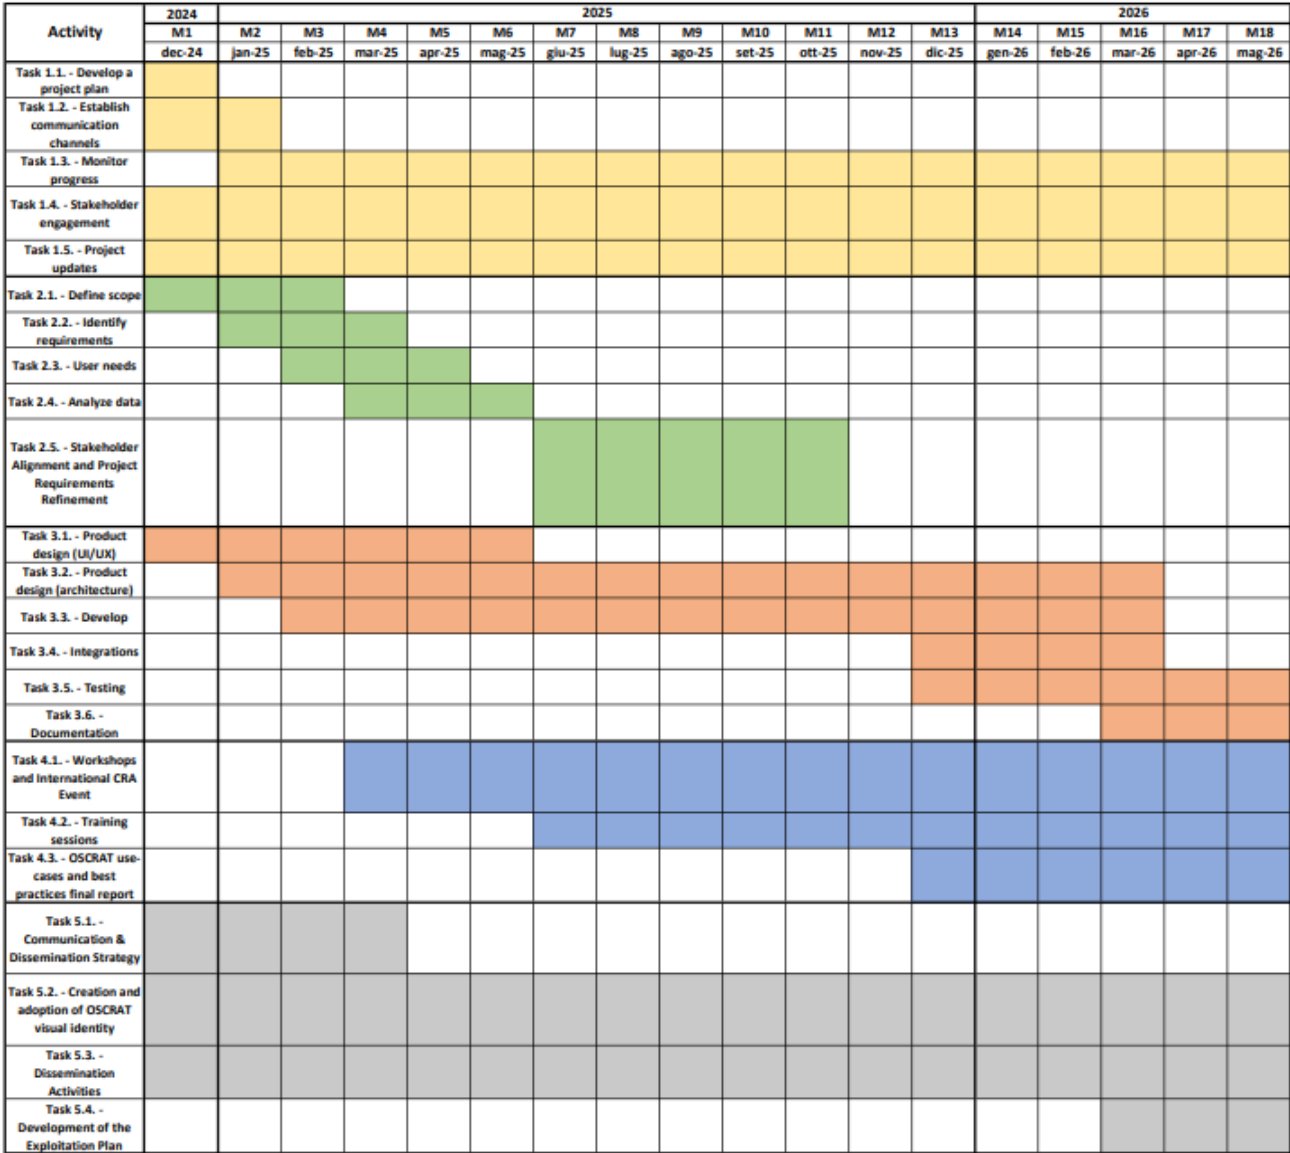 2024 2025 2026
Activity
M1 M2 M3 M4 M5 M6 M7 M8 M9 M10 M11 M12 M13 M14 M15 M16 M17 M18
dec-24 jan-25 feb-25 mar-25 apr-25 mag-25 giu-25 lug-25 ago-25 set-25 ott-25 nov-25 dic-25 gen-26 feb-26 mar-26 apr-26 mag-26
Task 1.1. - Develop a
project plan
Task 1.2. - Establish
communication
channels
Task 1.3. - Monitor
progress
Task 1.4. - Stakeholder
engagement
Task 1.5. - Project
updates
Task 2.1. - Define scope
Task 2.2. - Identify
requirements
Task 2.3. - User needs
Task 2.4. - Analyze data
Task 2.5. - Stakeholder
Alignment and Project
Requirements
Refinement
Task 3.1. - Product
design (UI/UX)
Task 3.2. - Product
design (architecture)
Task 3.3. - Develop
Task 3.4. - Integrations
Task 3.5. - Testing
Task 3.6. -
Documentation
Task 4.1. - Workshops
and International CRA
Event
Task 4.2. - Training
sessions
Task 4.3. - OSCRAT use-
cases and best
practices final report
Task 5.1. -
Communication &
Dissemination Strategy
Task 5.2. - Creation and
adoption of OSCRAT
visual identity
Task 5.3. -
Dissemination
Activities
Task 5.4. -
Development of the
Exploitation Plan